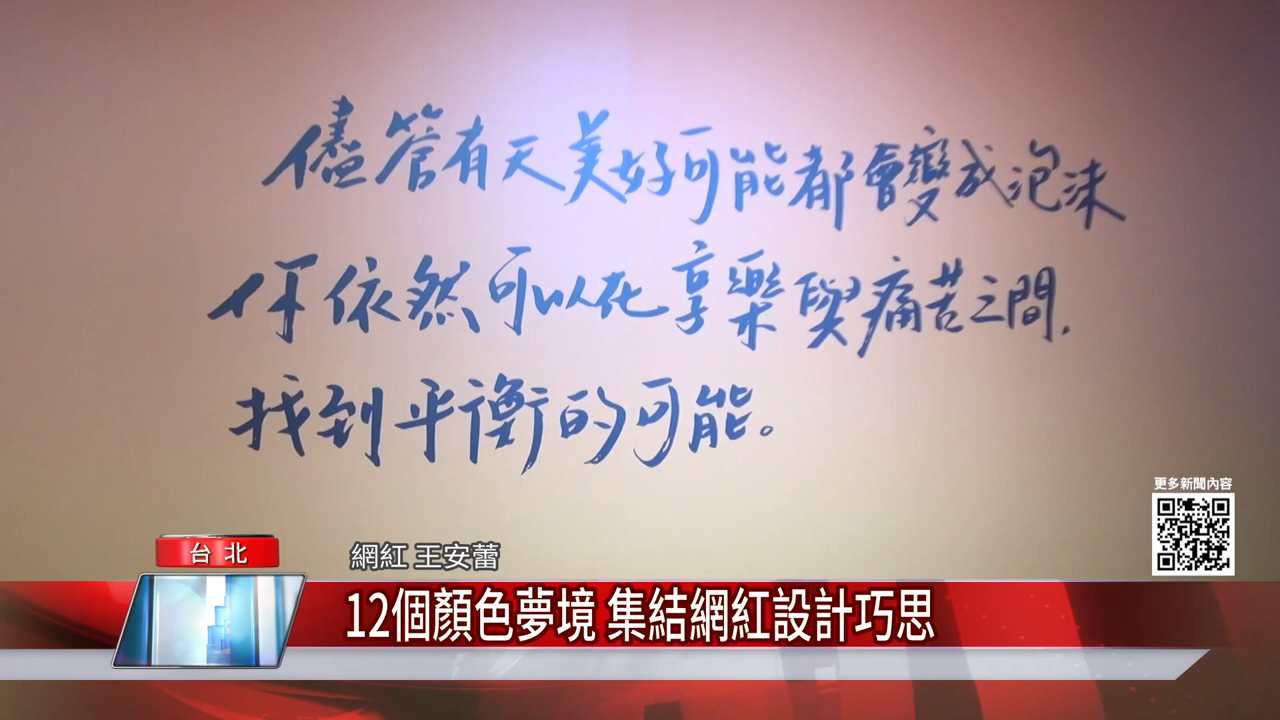 儘管有天美好可能都會變成泡沫
你依然可以在享樂與痛苦之間，
找到平衡的可能。
更多新聞內容
台北
網紅 王安蕾
12個顏色夢境 集結網紅設計巧思